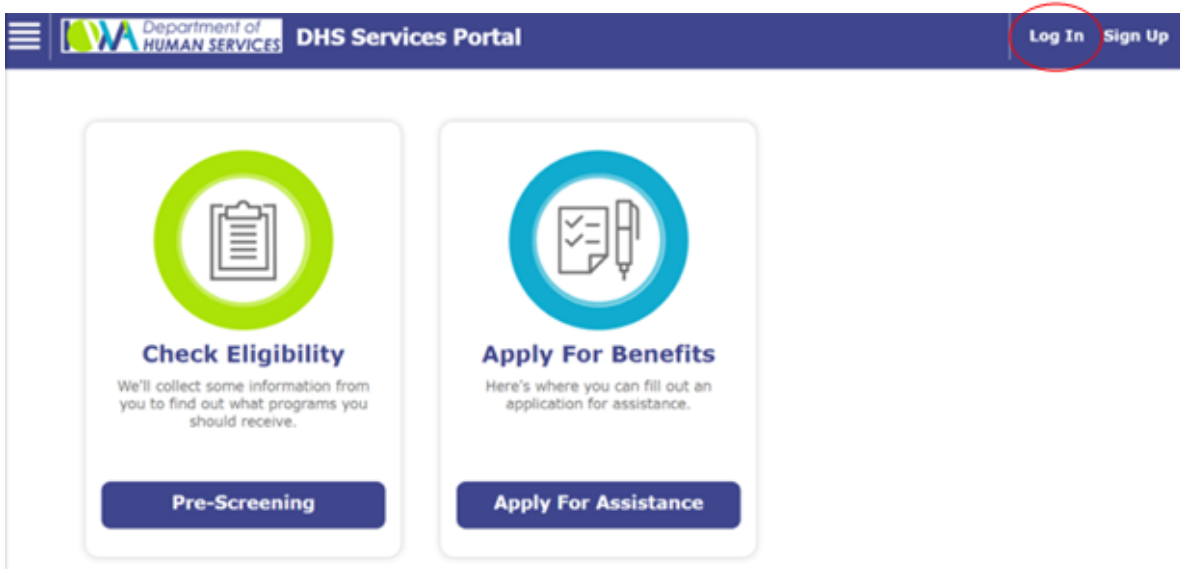 IOWA Department of HUMAN SERVICES DHS Services Portal Log In Sign Up
Check Eligibility
We'll collect some information from
you to find out what programs you
should receive.
Pre-Screening
Apply For Benefits
Here's where you can fill out an
application for assistance.
Apply For Assistance